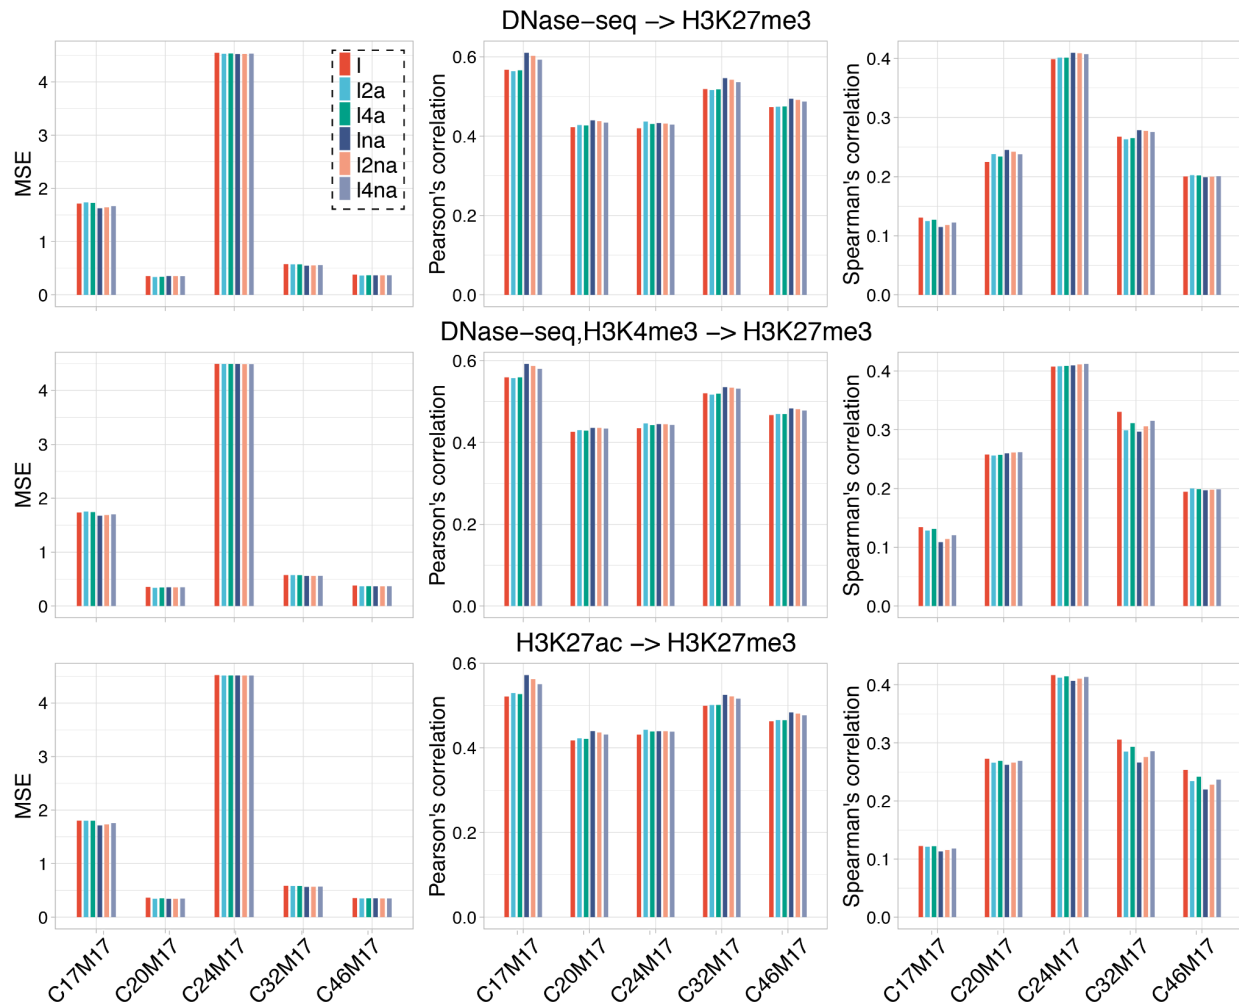 DNase−seq −> H3K27me3
MSE
4
3
2
1
0
l
l2a
l4a
lna
l2na
l4na
Pearson's correlation
0.6
0.4
0.2
0.0
Spearman's correlation
0.4
0.3
0.2
0.1
0.0
DNase−seq,H3K4me3 −> H3K27me3
MSE
4
3
2
1
0
Pearson's correlation
0.6
0.4
0.2
0.0
Spearman's correlation
0.4
0.3
0.2
0.1
0.0
H3K27ac −> H3K27me3
MSE
4
3
2
1
0
Pearson's correlation
0.6
0.4
0.2
0.0
Spearman's correlation
0.4
0.3
0.2
0.1
0.0
C17M17
C20M17
C24M17
C32M17
C46M17
C17M17
C20M17
C24M17
C32M17
C46M17
C17M17
C20M17
C24M17
C32M17
C46M17